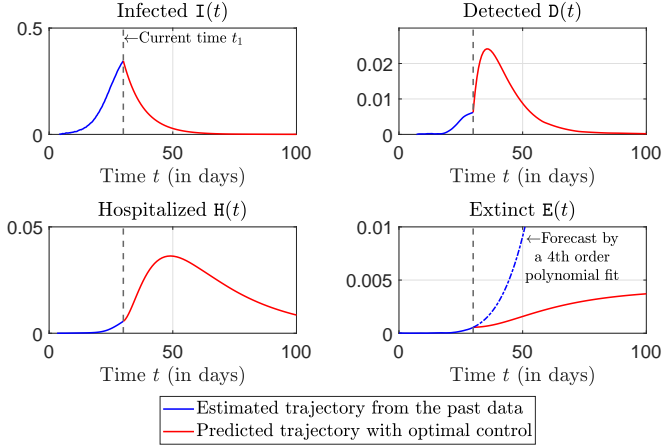 Infected I(t)
0.5
0
←Current time t₁
0 50 100
Time t (in days)
Detected D(t)
0.01
0.01
0
0 50 100
Time t (in days)
Hospitalized H(t)
0.05
0
0 50 100
Time t (in days)
Extinct E(t)
0.01
0.005
0
←Forecast by
a 4th order
polynomial fit
0 50 100
Time t (in days)
Estimated trajectory from the past data
Predicted trajectory with optimal control